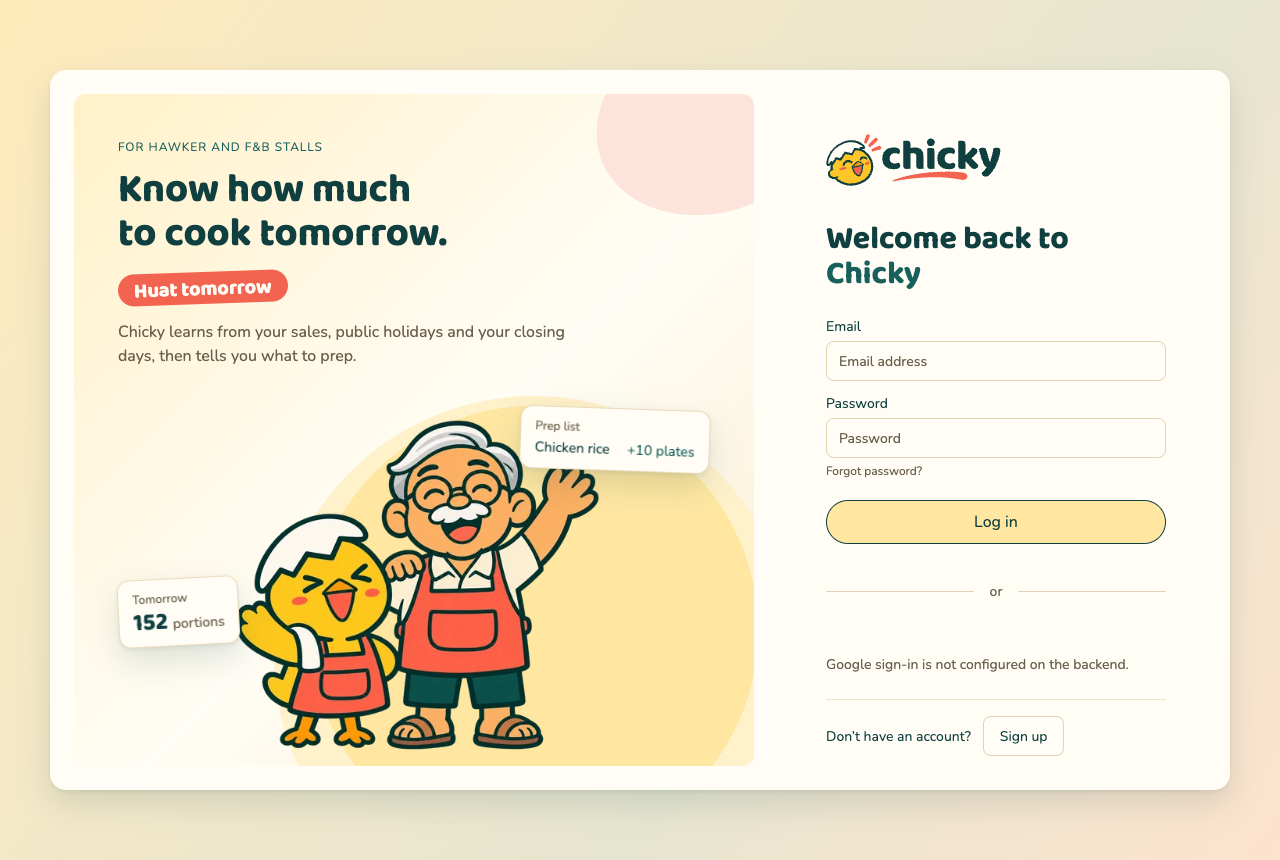 FOR HAWKER AND F&B STALLS
Know how much
to cook tomorrow.
Huat tomorrow
Chicky learns from your sales, public holidays and your closing
days, then tells you what to prep.
Prep list
Chicken rice +10 plates
Tomorrow
152 portions
chicky
Welcome back to
Chicky
Email
Email address
Password
Password
Forgot password?
Log in
or
Google sign-in is not configured on the backend.
Don't have an account? Sign up